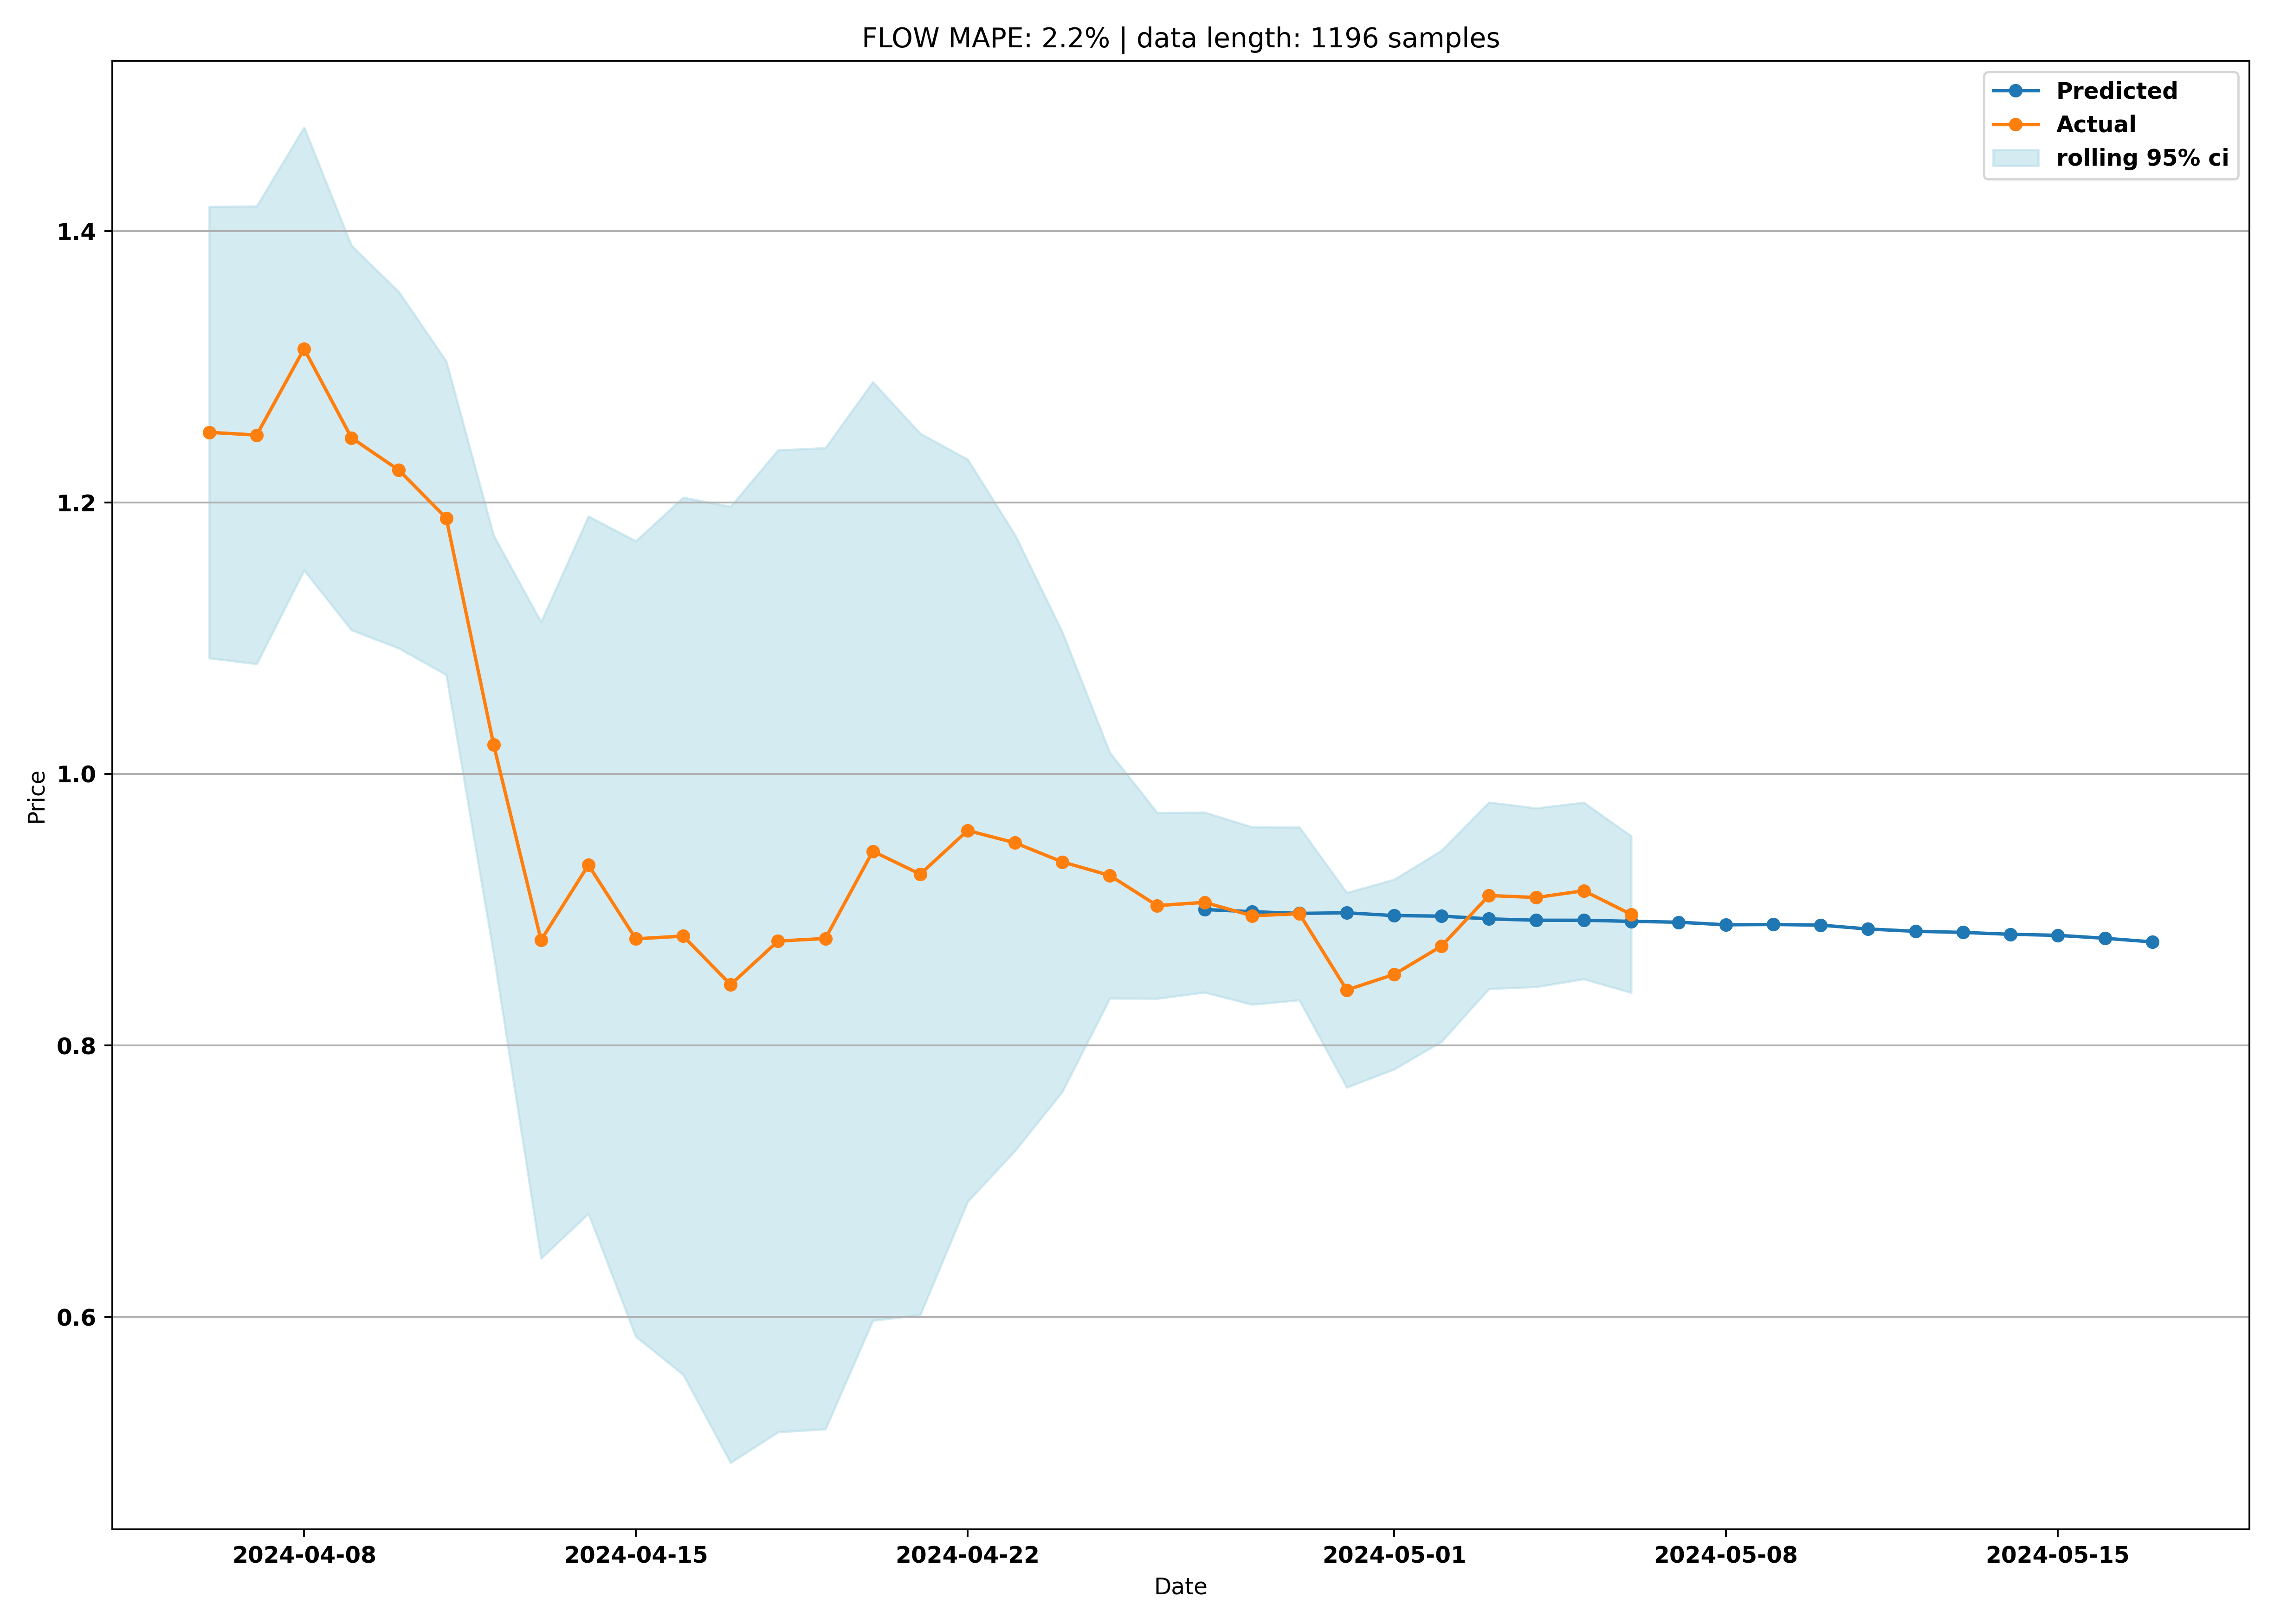 FLOW MAPE: 2.2% | data length: 1196 samples
Predicted
Actual
rolling 95% ci
1.4
1.2
1.0
0.8
0.6
Price
2024-04-08 2024-04-15 2024-04-22 2024-05-01 2024-05-08 2024-05-15
Date